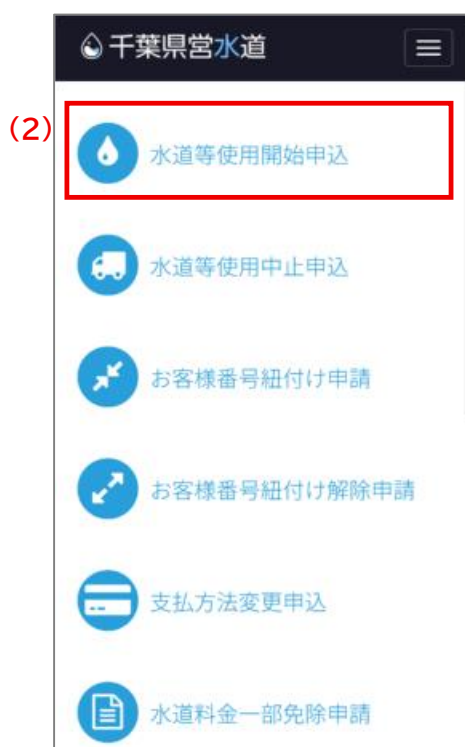 千葉県営水道
(2)
水道等使用開始申込
水道等使用中止申込
お客様番号紐付け申請
お客様番号紐付け解除申請
支払方法変更申込
水道料金一部免除申請